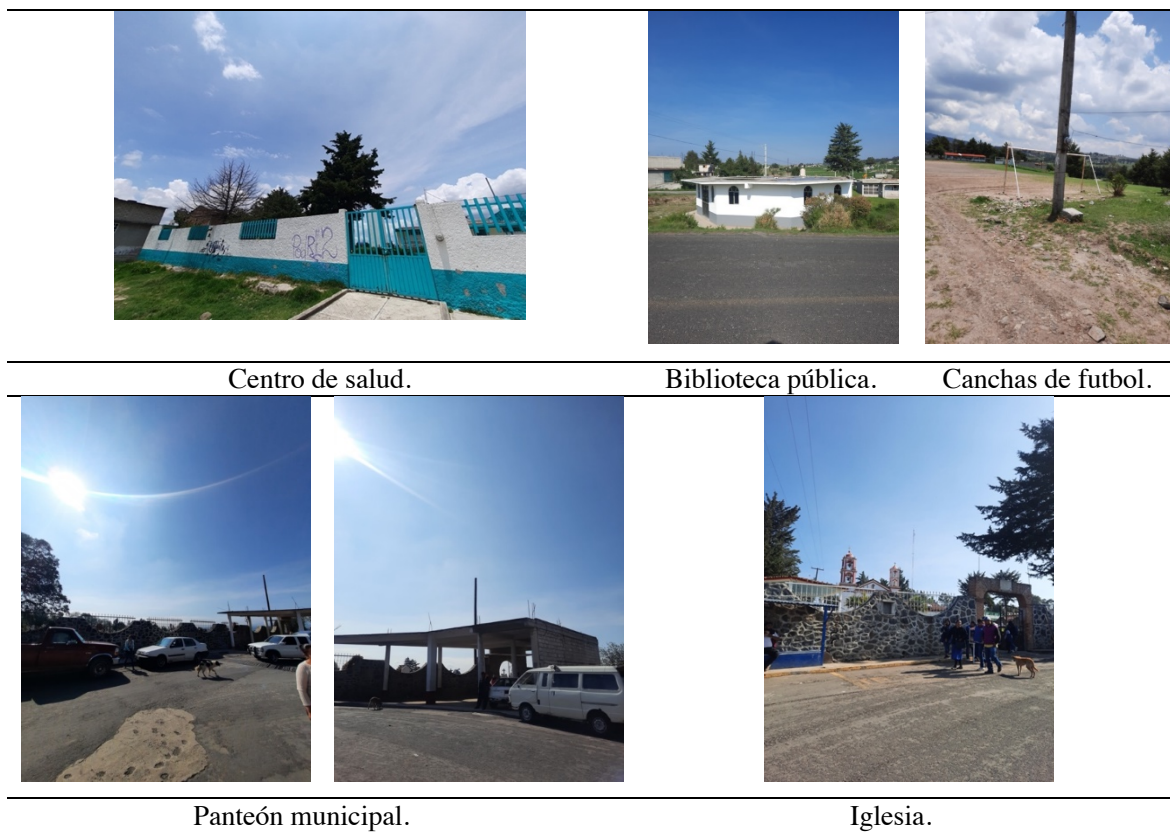 Centro de salud.
Biblioteca pública.
Canchas de futbol.
Panteón municipal.
Iglesia.